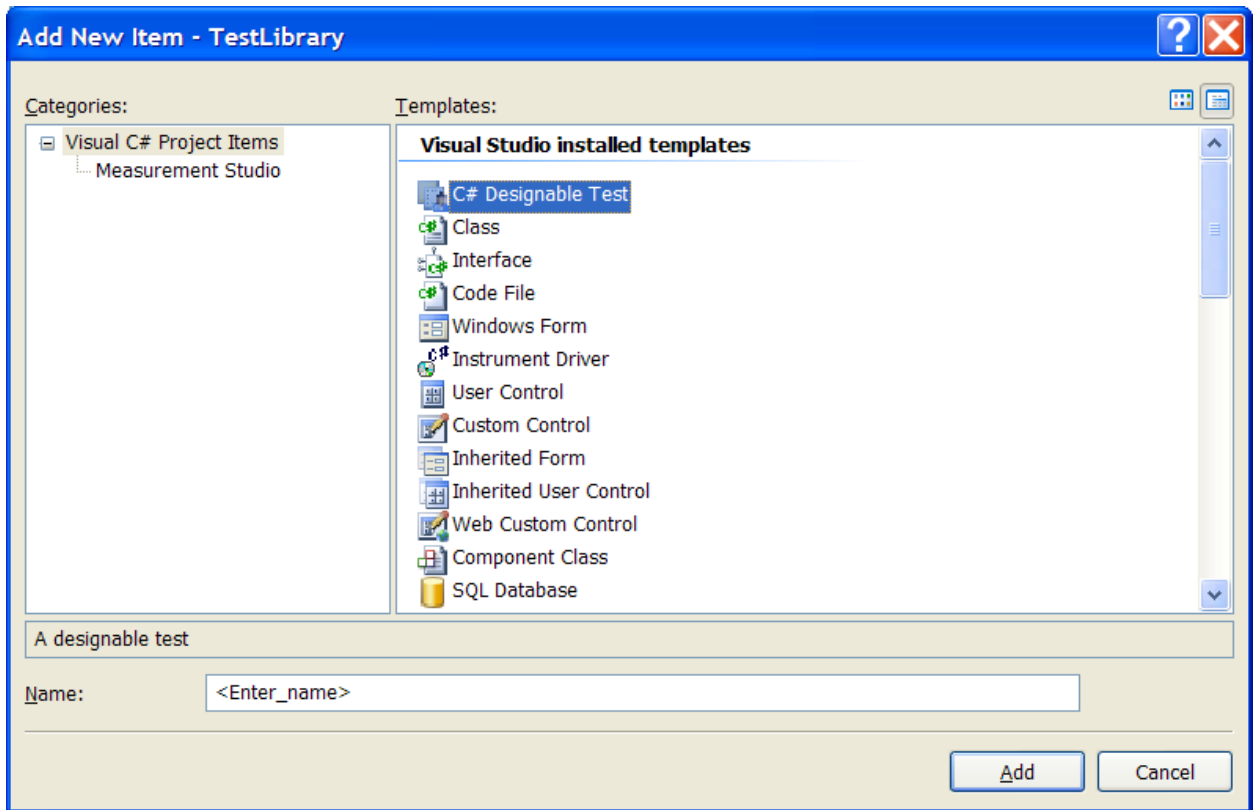 Add New Item - TestLibrary
Categories:
Templates:
Visual C# Project Items
Measurement Studio
Visual Studio installed templates
C# Designable Test
Class
Interface
Code File
Windows Form
Instrument Driver
User Control
Custom Control
Inherited Form
Inherited User Control
Web Custom Control
Component Class
SQL Database
A designable test
Name:
<Enter_name>
Add
Cancel